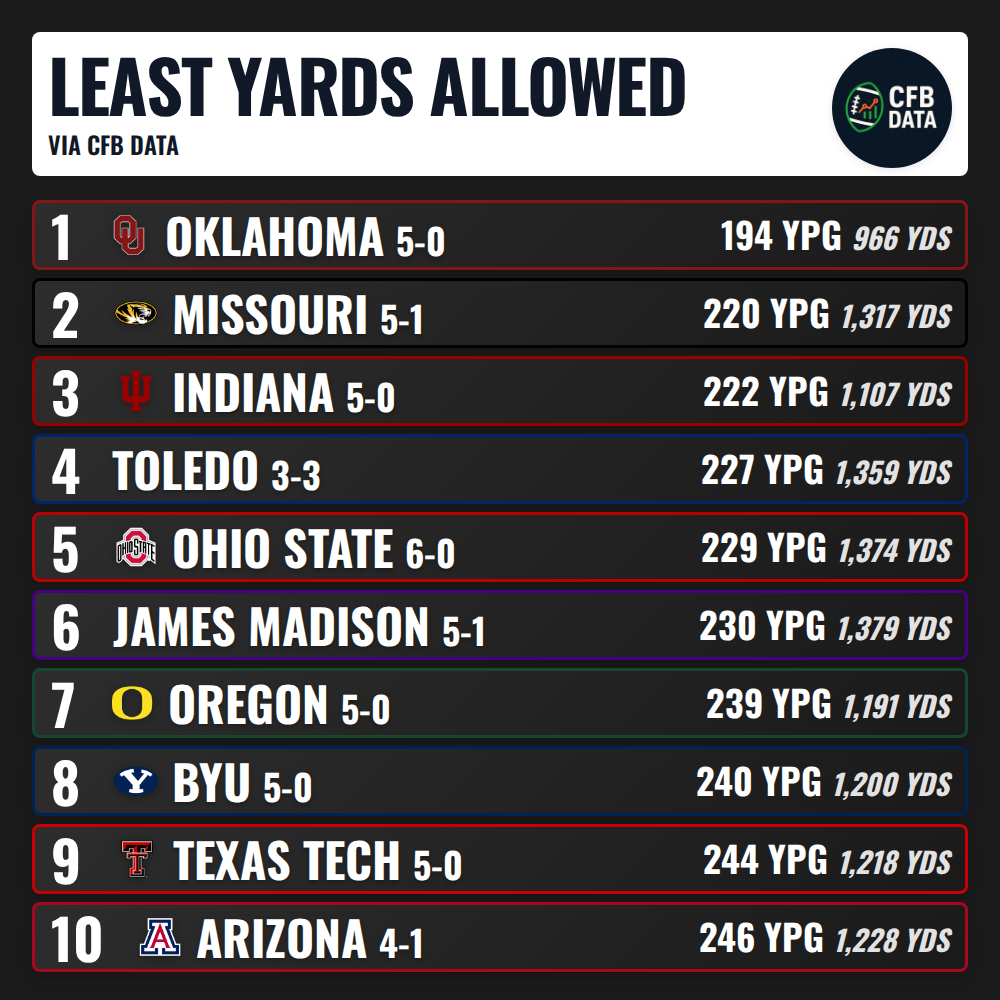 LEAST YARDS ALLOWED
VIA CFB DATA
CFB
DATA
1 OU OKLAHOMA 5-0 194 YPG 966 YDS
2 MISSOURI 5-1 220 YPG 1,317 YDS
3 INDIANA 5-0 222 YPG 1,107 YDS
4 TOLEDO 3-3 227 YPG 1,359 YDS
5 OHIO STATE OHIO STATE 6-0 229 YPG 1,374 YDS
6 JAMES MADISON 5-1 230 YPG 1,379 YDS
7 O OREGON 5-0 239 YPG 1,191 YDS
8 Y BYU 5-0 240 YPG 1,200 YDS
9 TT TEXAS TECH 5-0 244 YPG 1,218 YDS
10 A ARIZONA 4-1 246 YPG 1,228 YDS